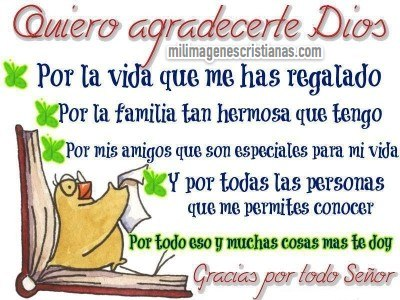 Quiero agradecerte Dios
milimagenescristianas.com
Por la vida que me has regalado
Por la familia tan hermosa que tengo
Por mis amigos que son especiales para mi vida
Y por todas las personas
que me permites conocer
Por todo eso y muchas cosas mas te doy
Gracias por todo Señor